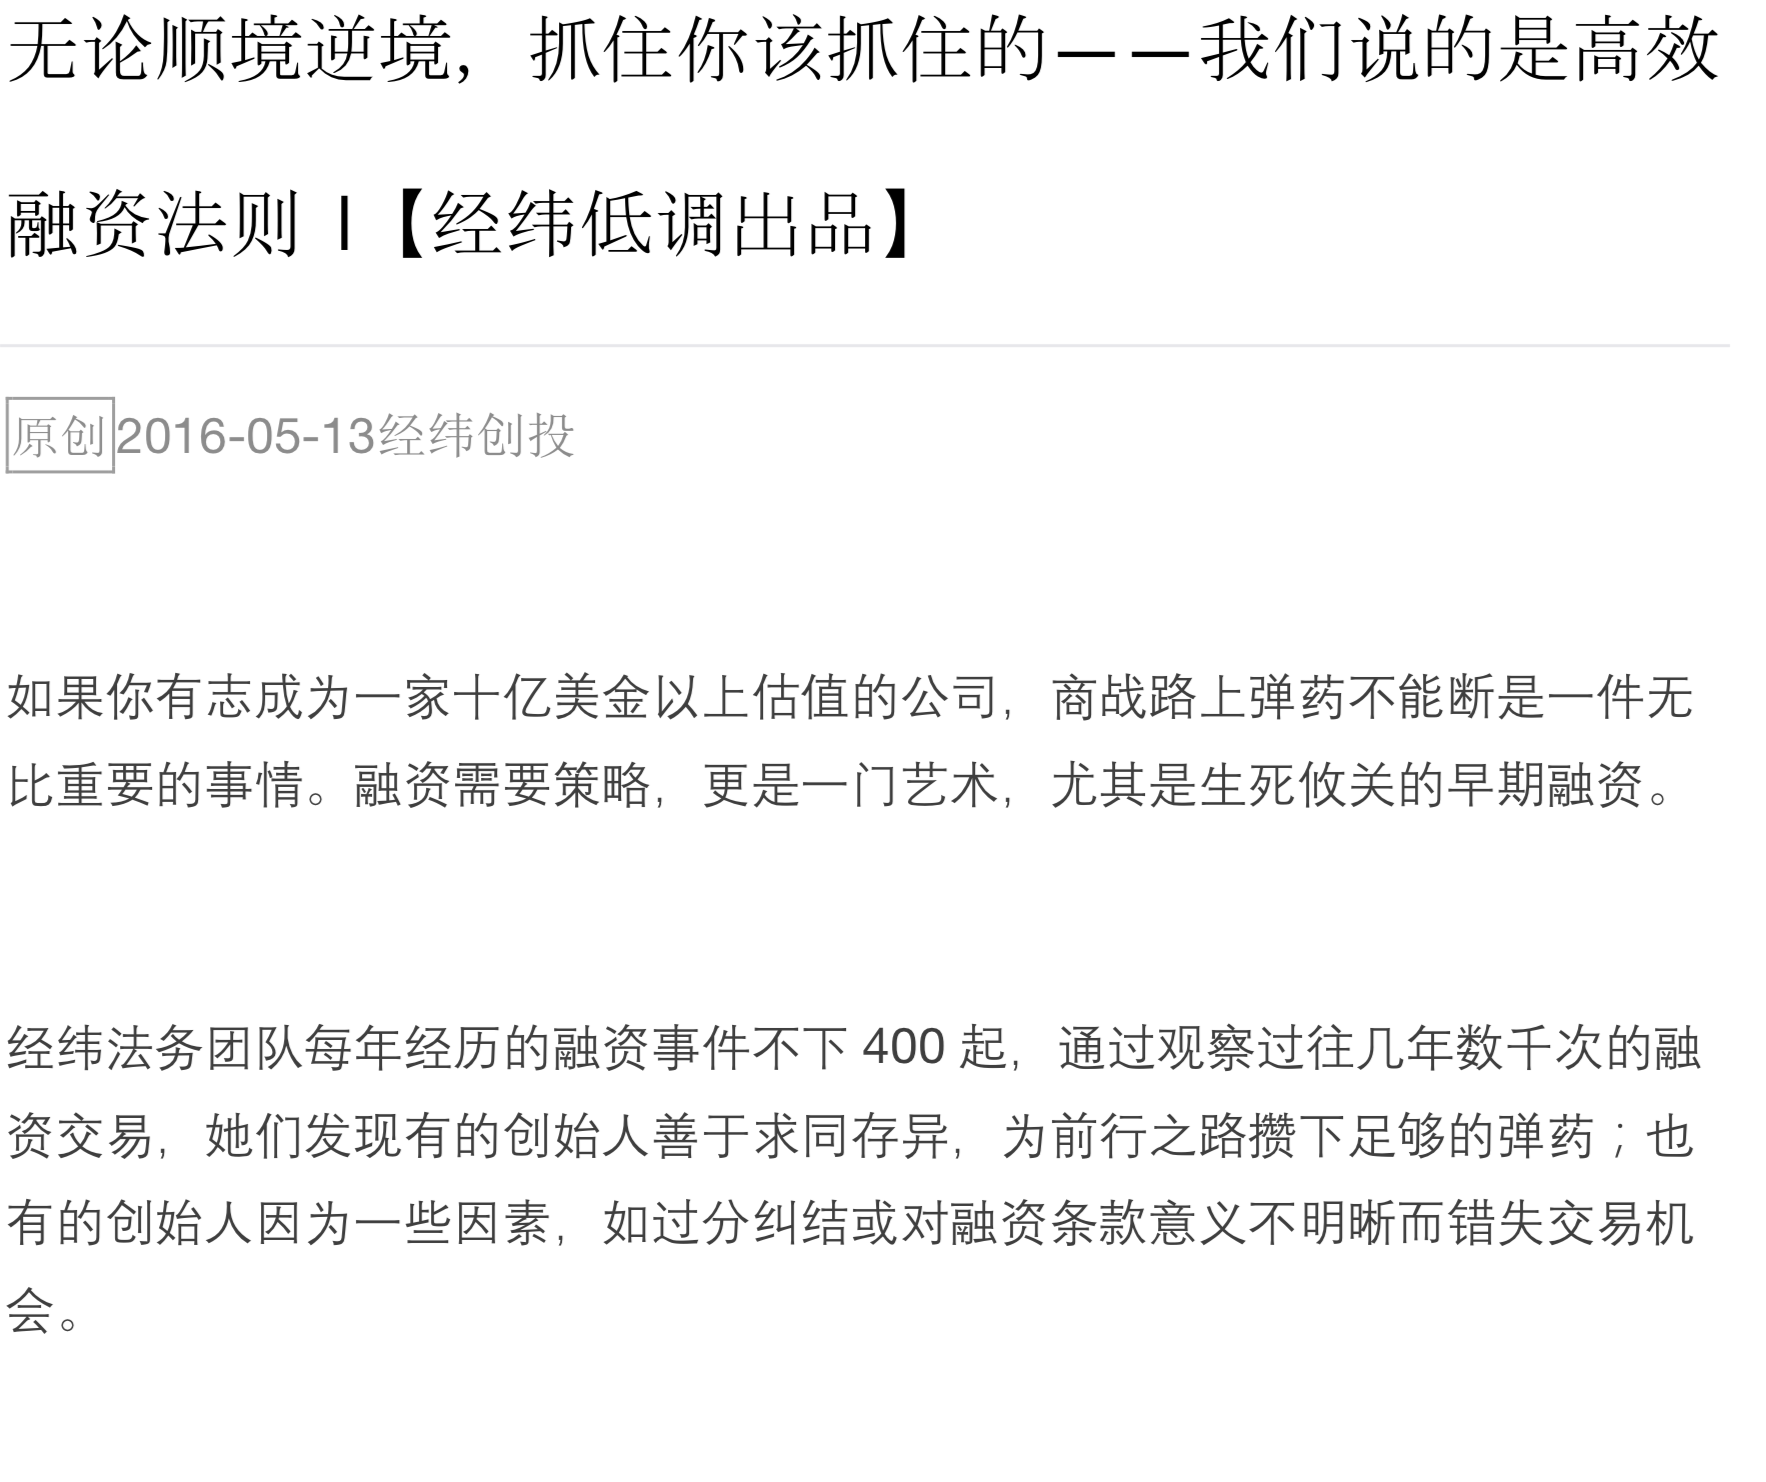 无论顺境逆境，抓住你该抓住的——我们说的是高效
融资法则 | 【经纬低调出品】
原创2016-05-13经纬创投
如果你有志成为一家十亿美金以上估值的公司，商战路上弹药不能断是一件无
比重要的事情。融资需要策略，更是一门艺术，尤其是生死攸关的早期融资。
经纬法务团队每年经历的融资事件不下 400 起，通过观察过往几年数千次的融
资交易，她们发现有的创始人善于求同存异，为前行之路攒下足够的弹药；也
有的创始人因为一些因素，如过分纠结或对融资条款意义不明晰而错失交易机
会。